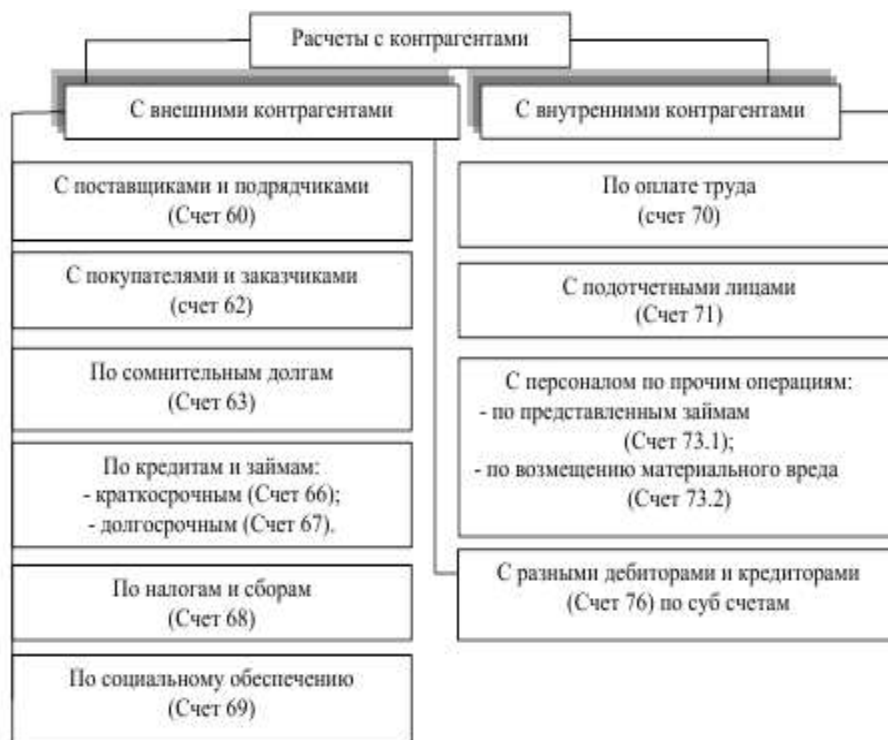 Расчеты с контрагентами
С внешними контрагентами
С поставщиками и подрядчиками
(Счет 60)
С покупателями и заказчиками
(счет 62)
По сомнительным долгам
(Счет 63)
По кредитам и займам:
- краткосрочным (Счет 66);
- долгосрочным (Счет 67).
По налогам и сборам
(Счет 68)
По социальному обеспечению
(Счет 69)
С внутренними контрагентами
По оплате труда
(счет 70)
С подотчетными лицами
(Счет 71)
С персоналом по прочим операциям:
- по представленным займам
(Счет 73.1);
- по возмещению материального вреда
(Счет 73.2)
С разными дебиторами и кредиторами
(Счет 76) по суб счетам